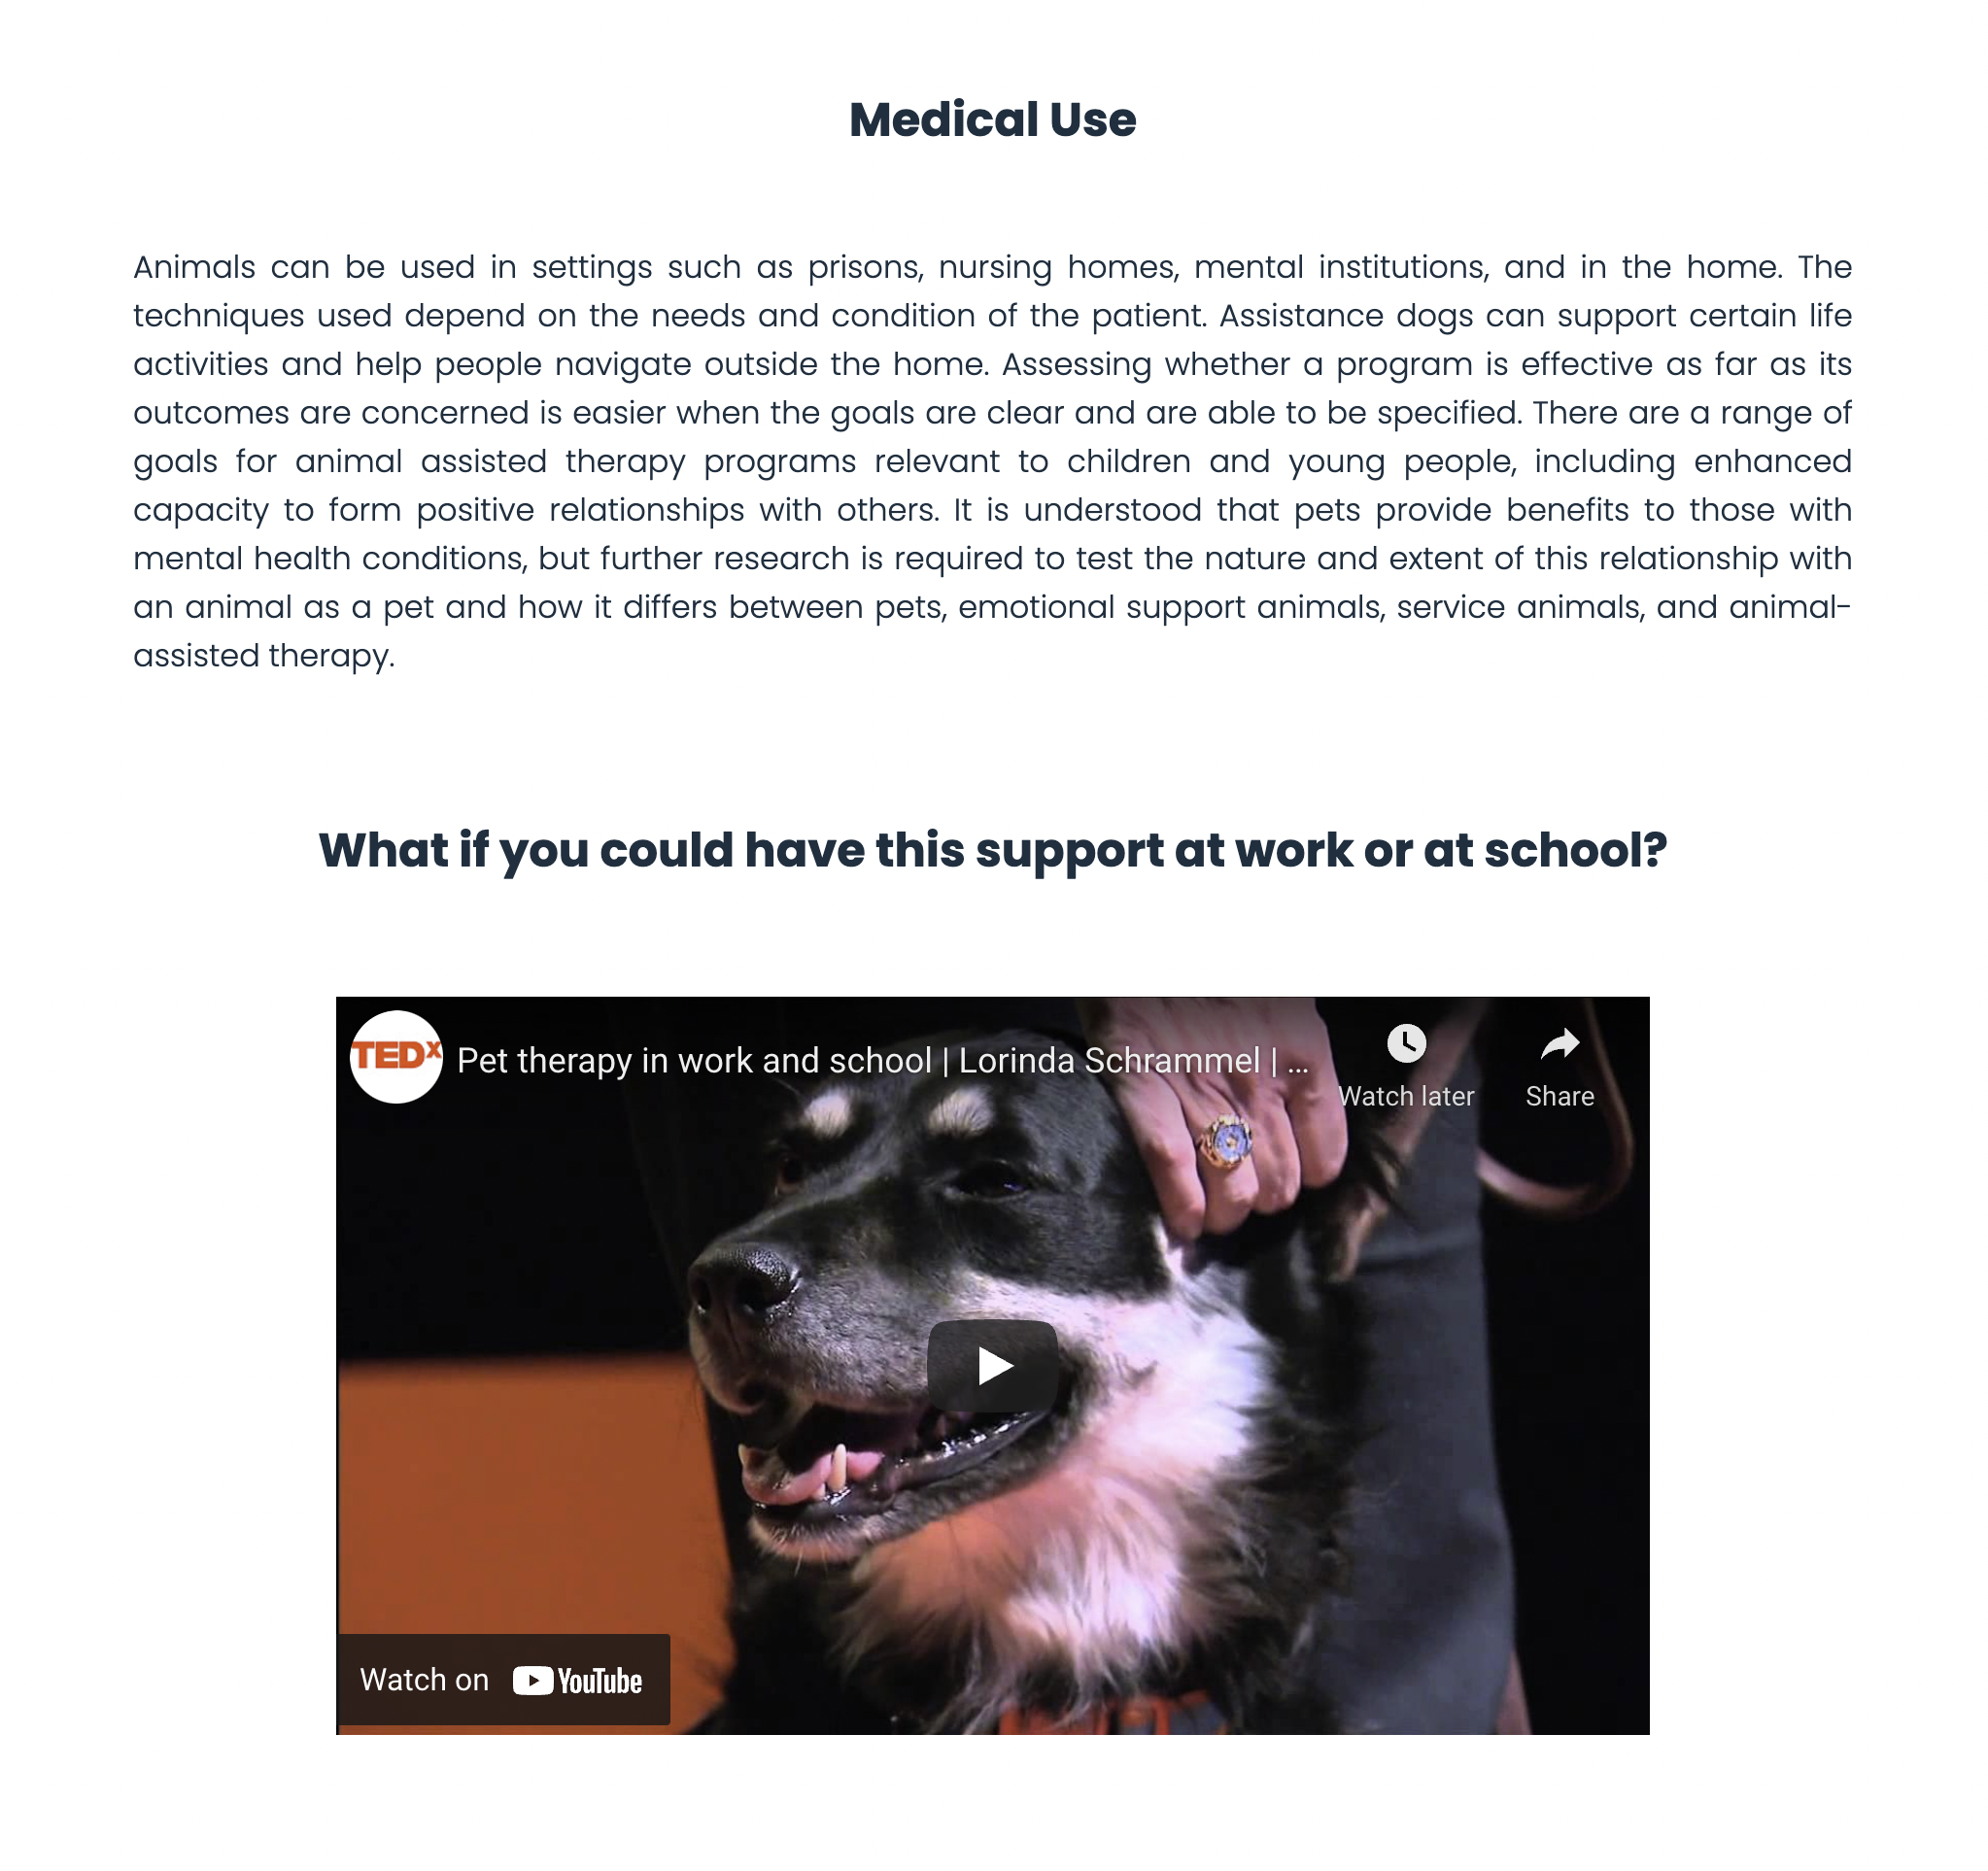 Medical Use
Animals can be used in settings such as prisons, nursing homes, mental institutions, and in the home. The
techniques used depend on the needs and condition of the patient. Assistance dogs can support certain life
activities and help people navigate outside the home. Assessing whether a program is effective as far as its
outcomes are concerned is easier when the goals are clear and are able to be specified. There are a range of
goals for animal assisted therapy programs relevant to children and young people, including enhanced
capacity to form positive relationships with others. It is understood that pets provide benefits to those with
mental health conditions, but further research is required to test the nature and extent of this relationship with
an animal as a pet and how it differs between pets, emotional support animals, service animals, and animal-
assisted therapy.
What if you could have this support at work or at school?
TEDx Pet therapy in work and school | Lorinda Schrammel | ...
Watch later Share
Watch on YouTube